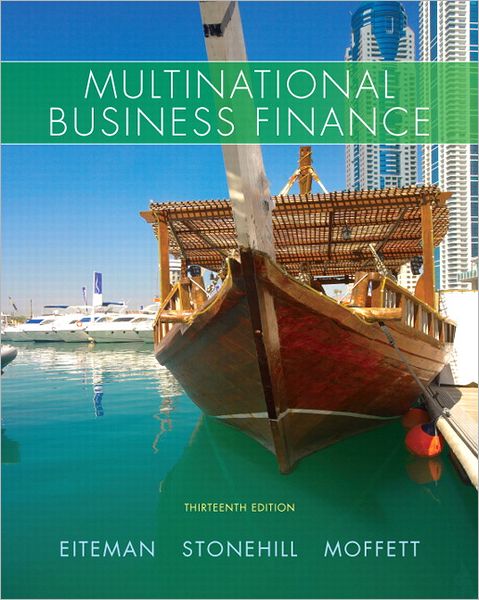 MULTINATIONAL
BUSINESS FINANCE
THIRTEENTH EDITION
EITEMAN STONEHILL MOFFETT